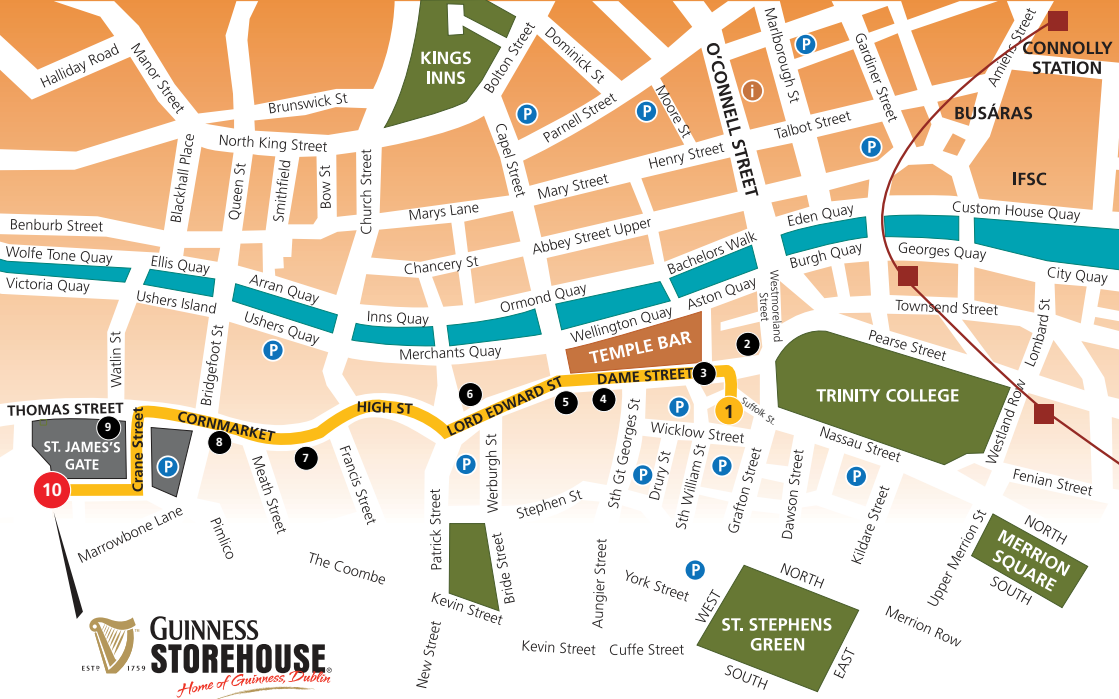 Halliday Road
Manor Street
KINGS
INNS
Bolton Street
Dominick St
P
O'CONNELL STREET
Marlborough St
P
Gardiner Street
Amiens Street
CONNOLLY
STATION
Brunswick St
P
Parnell Street
P
Moore St
i
Talbot Street
BUSÁRAS
North King Street
Capel Street
Henry Street
P
Blackhall Place
Queen St
Smithfield
Bow St
Church Street
Mary Street
IFSC
Benburb Street
Marys Lane
Abbey Street Upper
Eden Quay
Custom House Quay
Wolfe Tone Quay
Ellis Quay
Chancery St
Bachelors Walk
Burgh Quay
Georges Quay
Victoria Quay
Ushers Island
Arran Quay
Ormond Quay
Aston Quay
Westmoreland
Street
City Quay
Ushers Quay
Inns Quay
Wellington Quay
Townsend Street
Watlin St
Bridgefoot St
P
Merchants Quay
TEMPLE BAR
2
Pearse Street
Lombard St
THOMAS STREET
CORNMARKET
HIGH ST
6
LORD EDWARD ST
DAME STREET
3
TRINITY COLLEGE
Westland Row
9
Crane Street
8
7
5
4
P
1
Suffolk St.
ST. JAMES'S
GATE
P
10
Meath Street
Francis Street
P
Werburgh St
Sth Gt Georges St
Wicklow Street
P
Drury St
Sth William St
P
Grafton Street
Dawson Street
Nassau Street
P
Kildare Street
Fenian Street
Marrowbone Lane
Pimlico
The Coombe
Patrick Street
Bride Street
Stephen St
Aungier Street
York Street
P
Upper Merrion St
NORTH
MERRION
SQUARE
SOUTH
Kevin Street
New Street
Kevin Street
Cuffe Street
WEST
NORTH
ST. STEPHENS
GREEN
SOUTH
EAST
Merrion Row
GUINNESS
STOREHOUSE®
ESTD 1759
Home of Guinness, Dublin